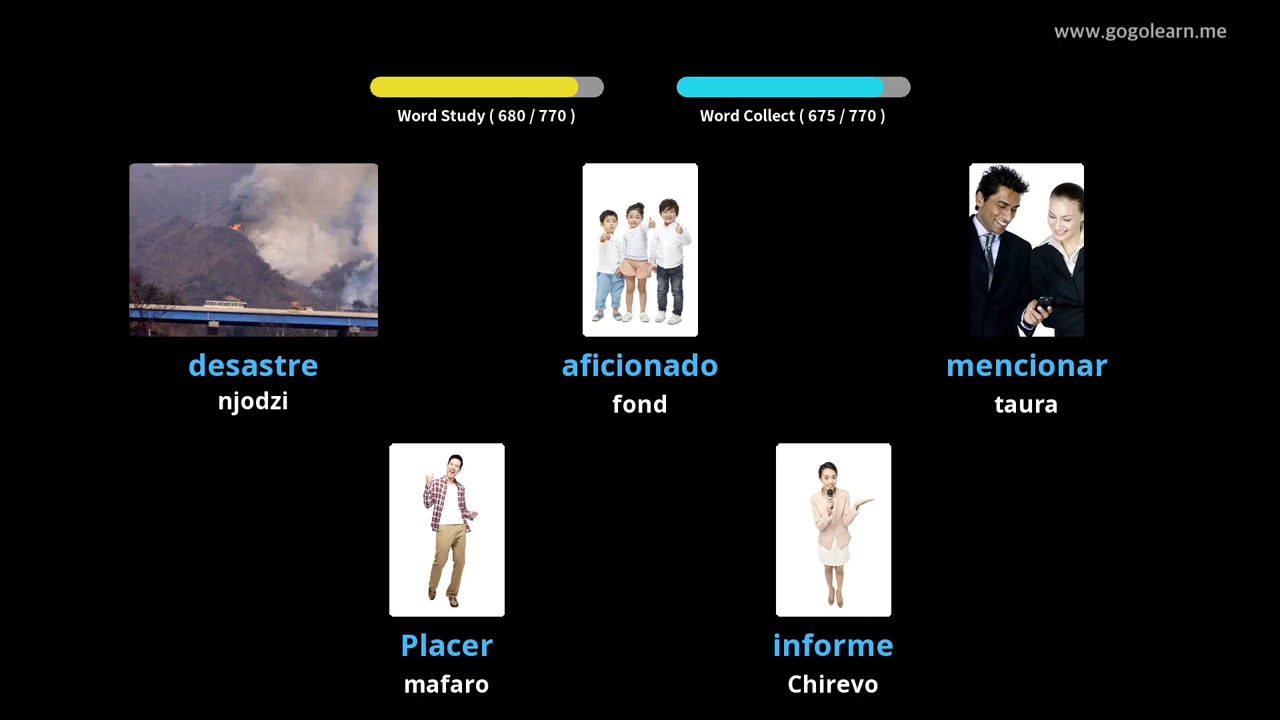 www.gogolearn.me
Word Study ( 680 / 770 )
Word Collect ( 675 / 770 )
desastre
njodzi
aficionado
fond
mencionar
taura
Placer
mafaro
informe
Chirevo